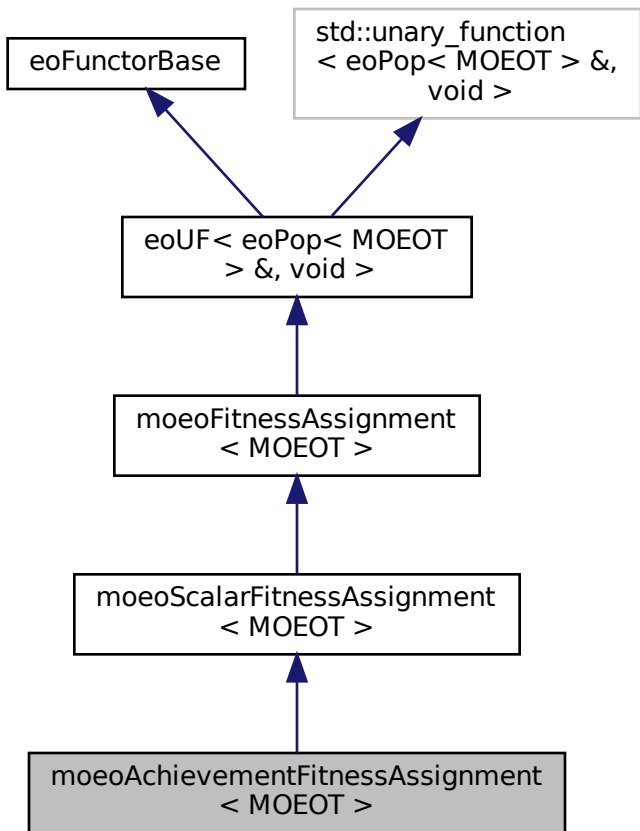 eoFunctorBase
std::unary_function
< eoPop< MOEOT > &,
void >
eoUF< eoPop< MOEOT
> &, void >
moeoFitnessAssignment
< MOEOT >
moeoScalarFitnessAssignment
< MOEOT >
moeoAchievementFitnessAssignment
< MOEOT >